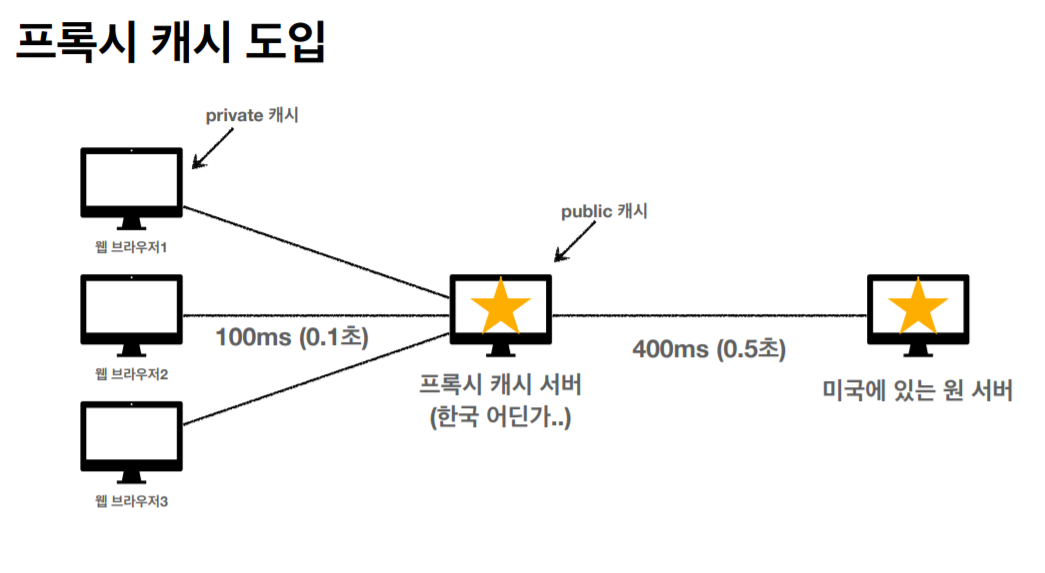 프록시 캐시 도입
private 캐시
웹 브라우저1
public 캐시
웹 브라우저2
100ms (0.1초)
400ms (0.5초)
프록시 캐시 서버
(한국 어딘가..)
미국에 있는 원 서버
웹 브라우저3